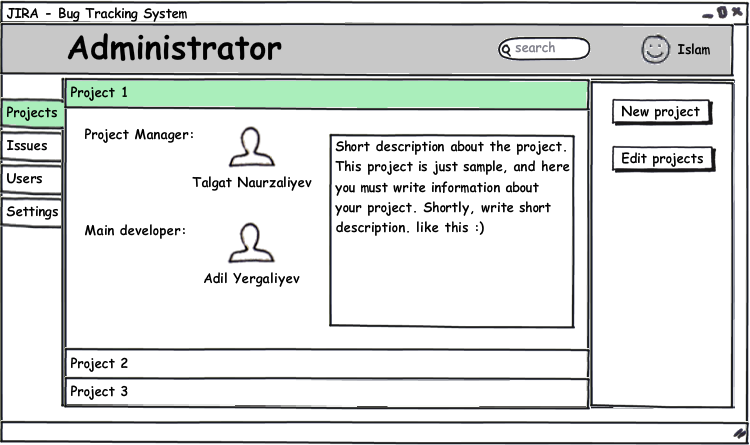 JIRA - Bug Tracking System
Administrator
search
Islam
Projects
Issues
Users
Settings
Project 1
Project Manager:
Talgat Naurzaliyev
Main developer:
Adil Yergaliyev
Short description about the project.
This project is just sample, and here
you must write information about
your project. Shortly, write short
description. like this :)
Project 2
Project 3
New project
Edit projects